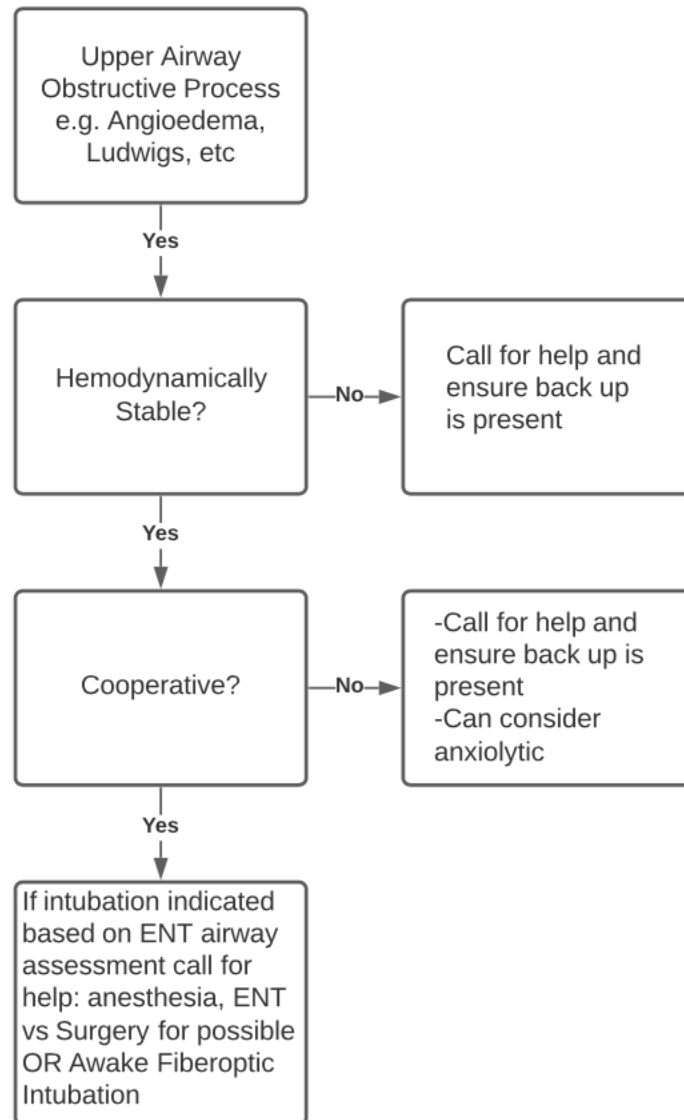 Upper Airway
Obstructive Process
e.g. Angioedema,
Ludwigs, etc
Yes
Hemodynamically
Stable?
No
Call for help and
ensure back up
is present
Yes
Cooperative?
No
-Call for help and
ensure back up is
present
-Can consider
anxiolytic
Yes
If intubation indicated
based on ENT airway
assessment call for
help: anesthesia, ENT
vs Surgery for possible
OR Awake Fiberoptic
Intubation